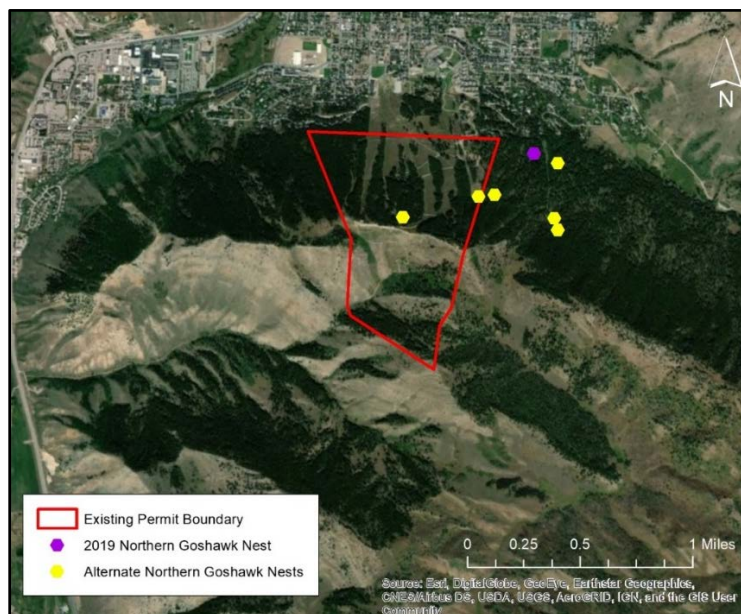 N
Existing Permit Boundary
2019 Northern Goshawk Nest
Alternate Northern Goshawk Nests
0 0.25 0.5 1 Miles
Source: Esri, DigitalGlobe, GeoEye, Earthstar Geographics,
CNES/Airbus DS, USDA, USGS, AeroGRID, IGN, and the GIS User
Community